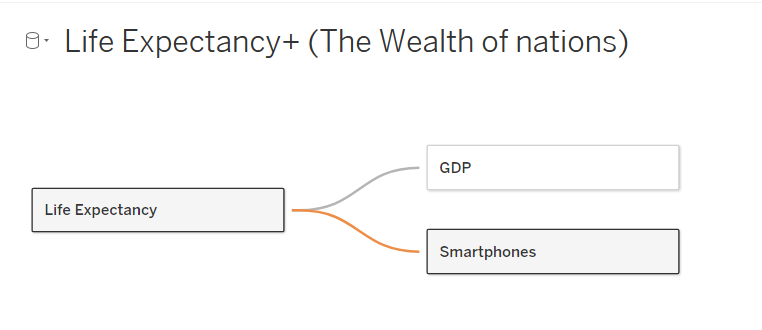 Life Expectancy+ (The Wealth of nations)
GDP
Life Expectancy
Smartphones